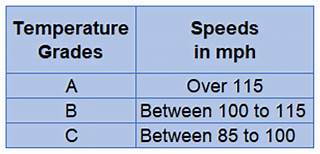 Temperature Speeds
Grades in mph
A Over 115
B Between 100 to 115
C Between 85 to 100